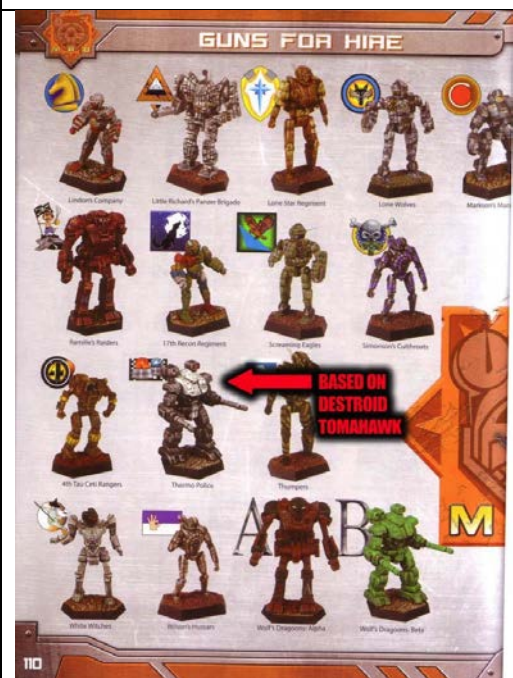 GUNS FOR HIRE
Lindon's Company
Little Richard's Panzer Brigade
Lone Star Regiment
Lone Wolves
Ramilie's Raiders
17th Recon Regiment
Screaming Eagles
Simonson's Cutthroats
BASED ON
DESTROID
TOMAHAWK
4th Tau Ceti Rangers
Thermo Police
Thumpers
M
A
B
White Witches
Wilson's Hussars
Wolf's Dragoons: Alpha
Wolf's Dragoons: Beta
110